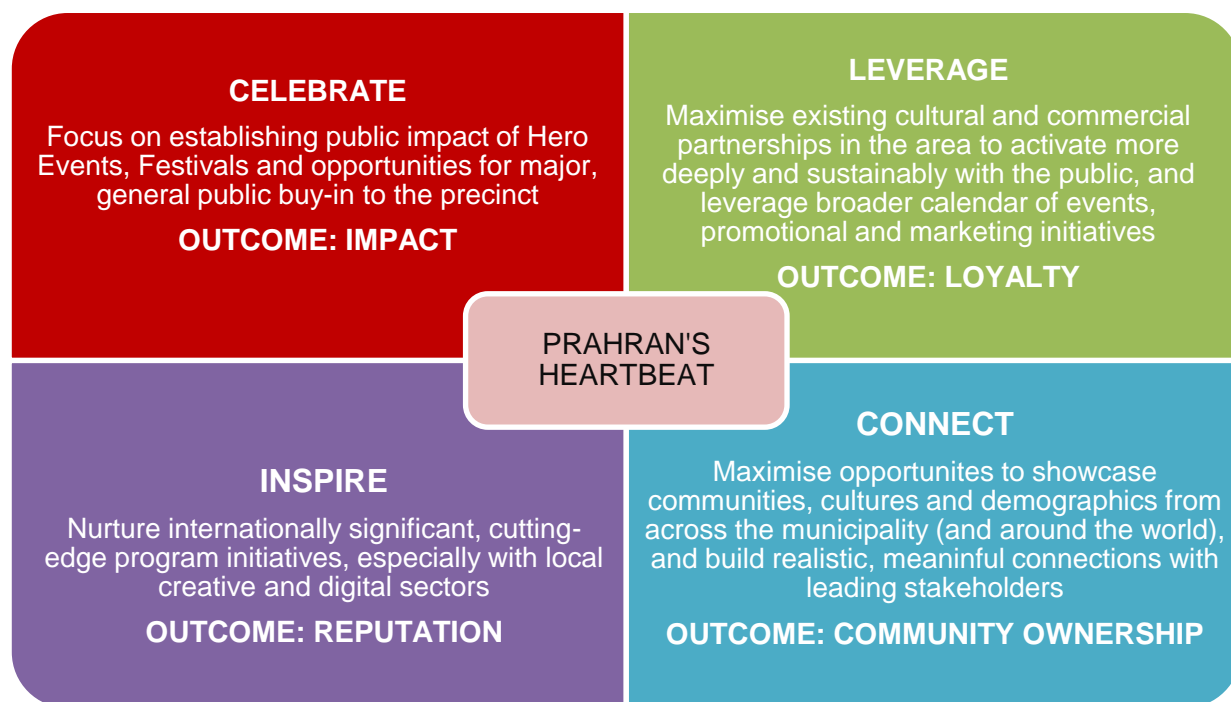 CELEBRATE
Focus on establishing public impact of Hero
Events, Festivals and opportunities for major,
general public buy-in to the precinct
OUTCOME: IMPACT
LEVERAGE
Maximise existing cultural and commercial
partnerships in the area to activate more
deeply and sustainably with the public, and
leverage broader calendar of events,
promotional and marketing initiatives
OUTCOME: LOYALTY
PRAHRAN'S
HEARTBEAT
INSPIRE
Nurture internationally significant, cutting-
edge program initiatives, especially with local
creative and digital sectors
OUTCOME: REPUTATION
CONNECT
Maximise opportunites to showcase
communities, cultures and demographics from
across the municipality (and around the world),
and build realistic, meaninful connections with
leading stakeholders
OUTCOME: COMMUNITY OWNERSHIP